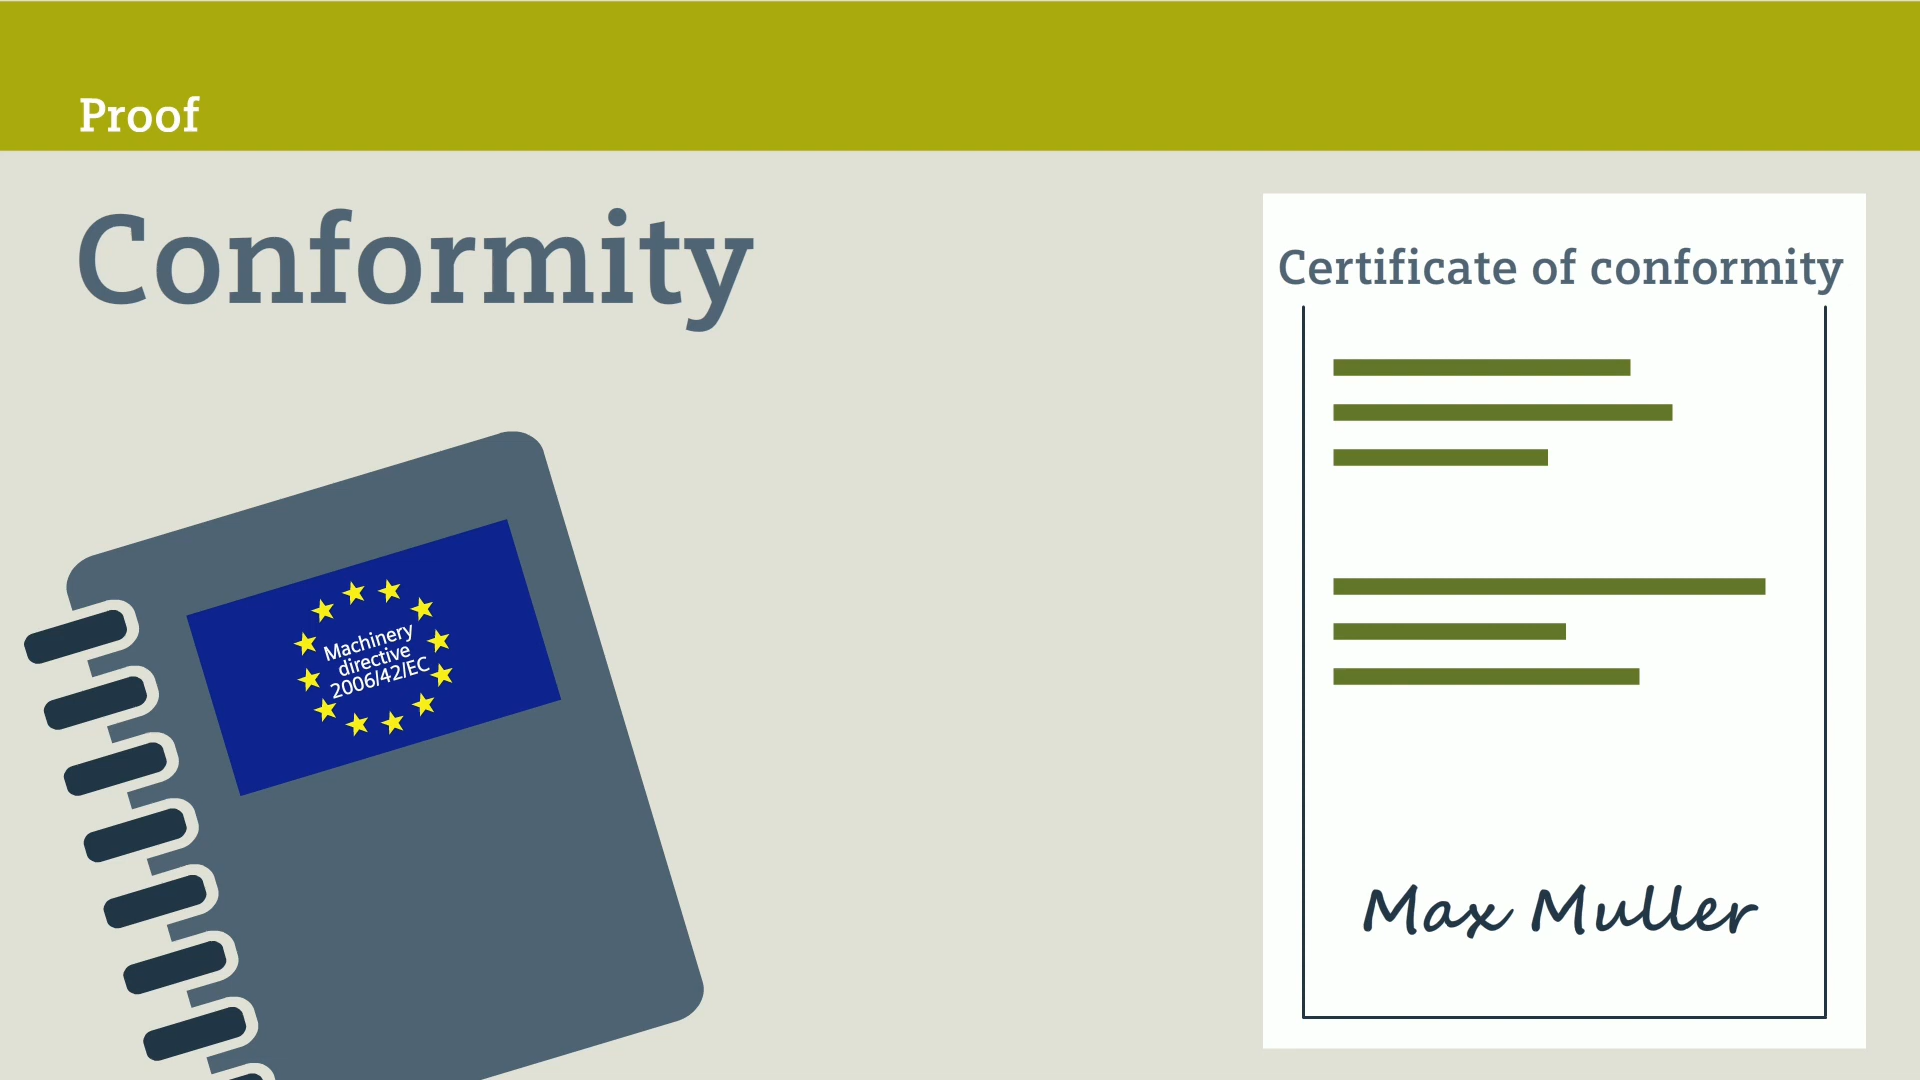 Proof
Conformity
Certificate of conformity
Machinery
directive
2006/42/EC
Max Muller